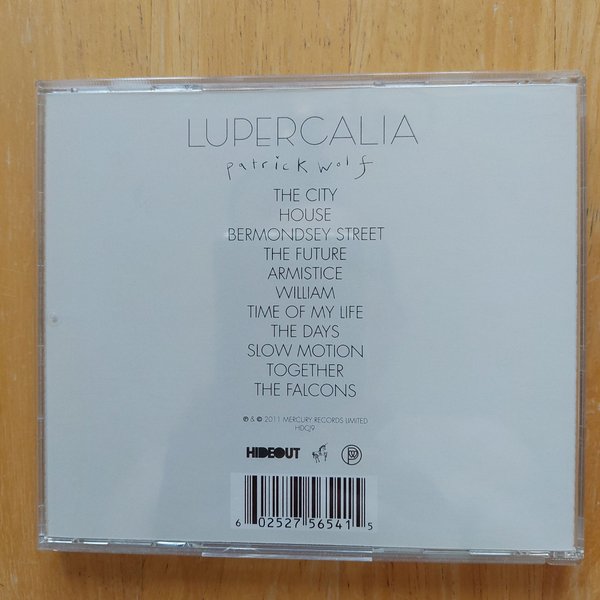 LUPERCALIA
patrick wolf
THE CITY
HOUSE
BERMONDSEY STREET
THE FUTURE
ARMISTICE
WILLIAM
TIME OF MY LIFE
THE DAYS
SLOW MOTION
TOGETHER
THE FALCONS
℗ & © 2011 MERCURY RECORDS LIMITED
HDCJ9
HIDEOUT
6 02527 56541 5